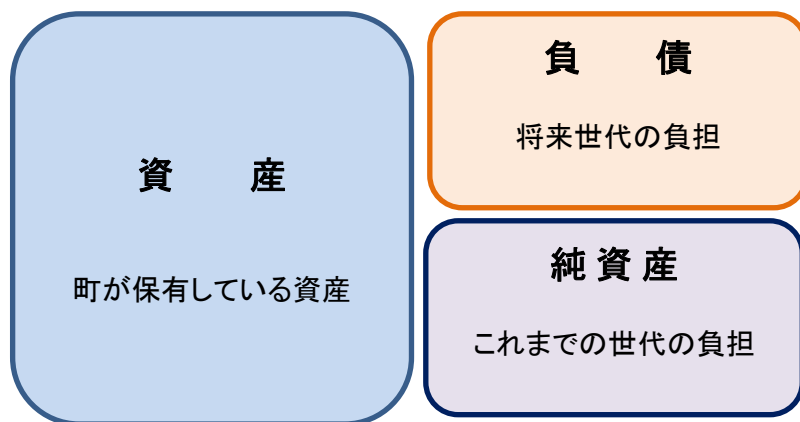 資　　産
町が保有している資産
負　　債
将来世代の負担
純 資 産
これまでの世代の負担